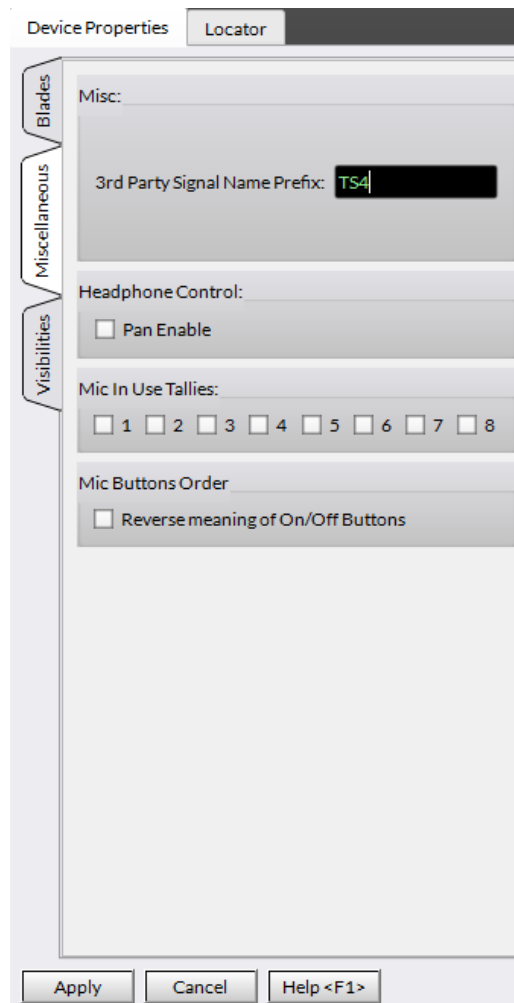 Device Properties Locator
Blades
Miscellaneous
Visibilities
Misc:
3rd Party Signal Name Prefix: TS4
Headphone Control:
Pan Enable
Mic In Use Tallies:
1 2 3 4 5 6 7 8
Mic Buttons Order
Reverse meaning of On/Off Buttons
Apply Cancel Help <F1>